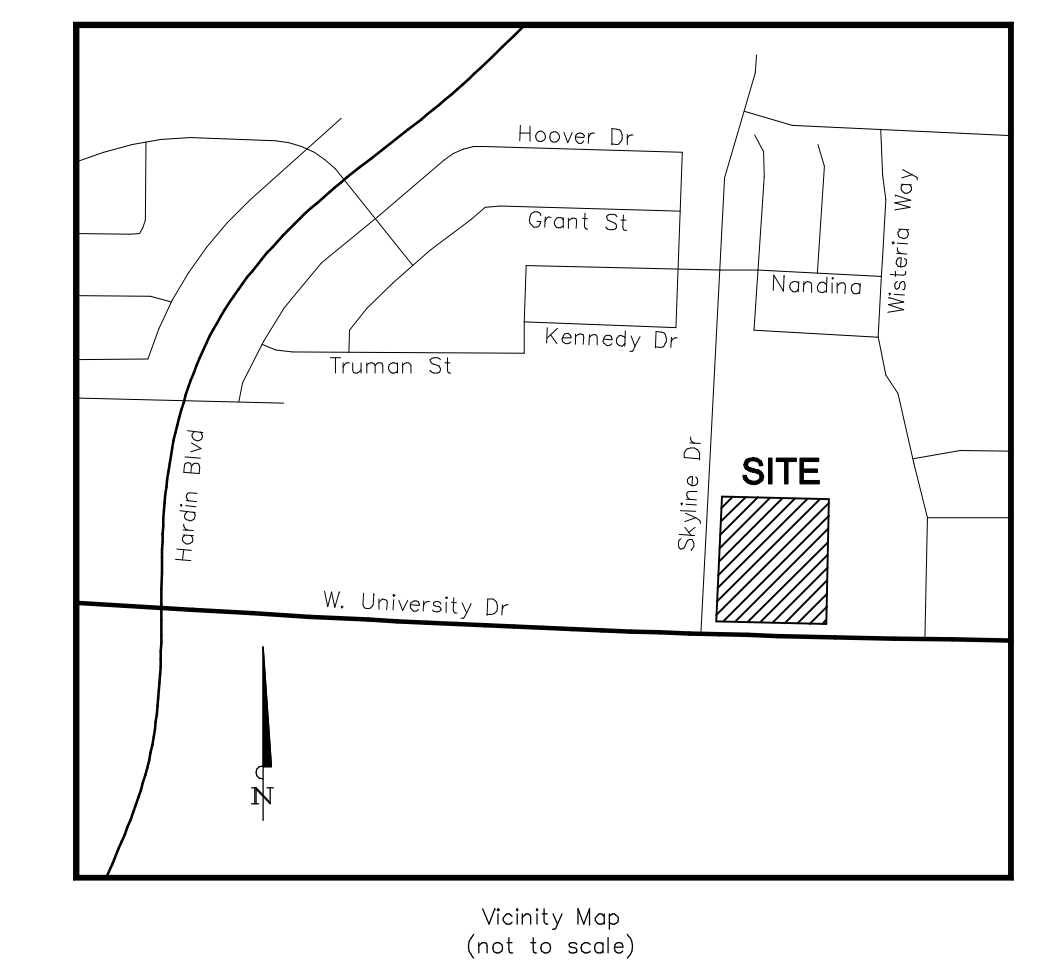 Hoover Dr
Grant St
Wisteria Way
Nandina
Kennedy Dr
Truman St
Hardin Blvd
Skyline Dr
SITE
W. University Dr
N
Vicinity Map
(not to scale)